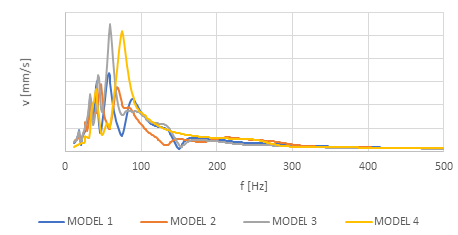 v [mm/s]
0 100 200 300 400 500
f [Hz]
MODEL 1 MODEL 2 MODEL 3 MODEL 4